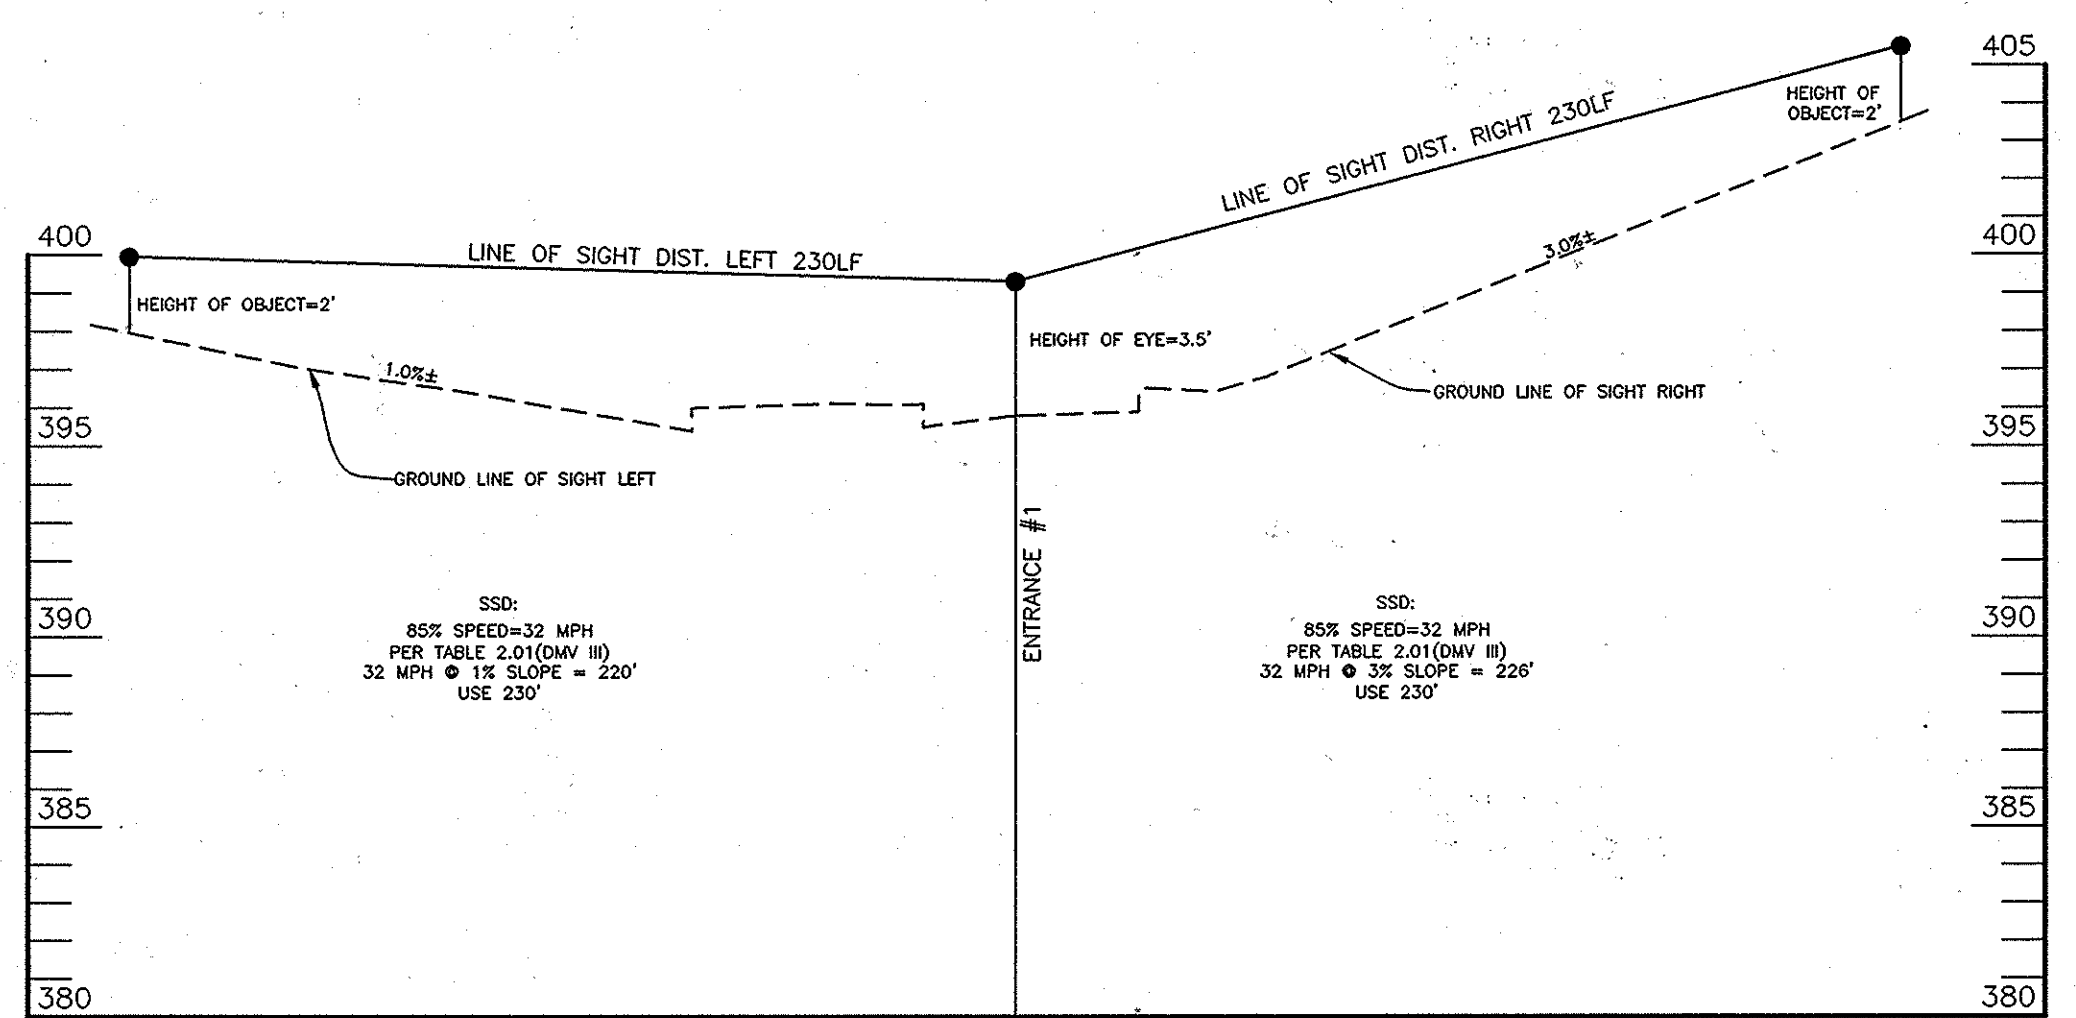 405
HEIGHT OF
OBJECT=2'
LINE OF SIGHT DIST. RIGHT 230LF
400
LINE OF SIGHT DIST. LEFT 230LF
3.0%±
400
HEIGHT OF OBJECT=2'
HEIGHT OF EYE=3.5'
1.0%±
GROUND LINE OF SIGHT RIGHT
395
395
GROUND LINE OF SIGHT LEFT
ENTRANCE #1
SSD:
85% SPEED=32 MPH
PER TABLE 2.01(DMV III)
32 MPH @ 1% SLOPE = 220'
USE 230'
SSD:
85% SPEED=32 MPH
PER TABLE 2.01(DMV III)
32 MPH @ 3% SLOPE = 226'
USE 230'
390
390
385
385
380
380